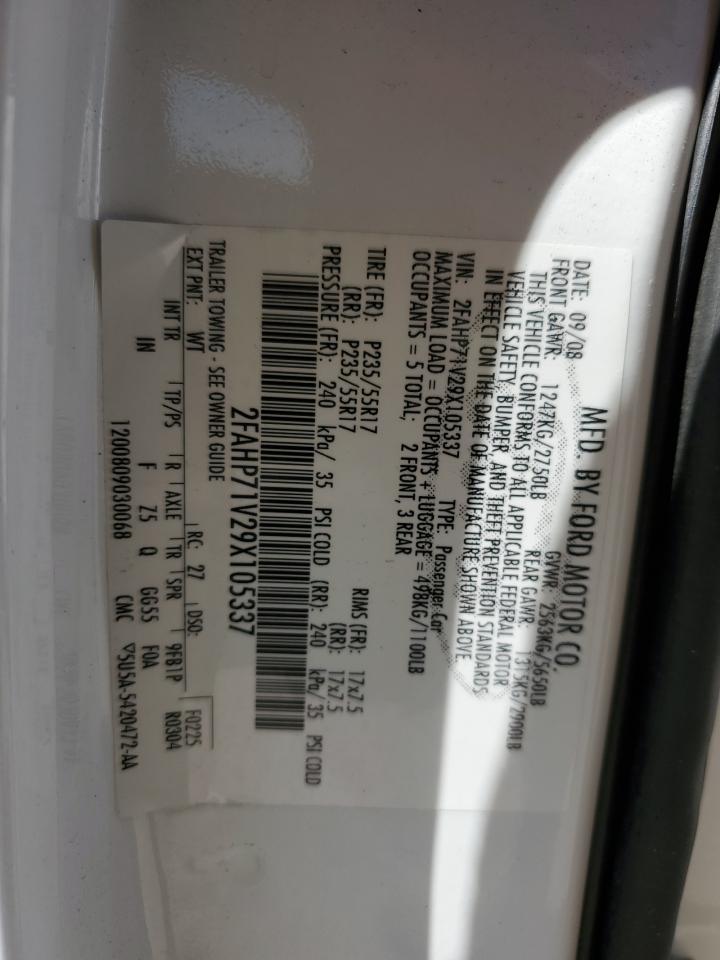 MFD. BY FORD MOTOR CO.
DATE: 09/08 GVWR: 2563KG/5650LB
FRONT GAWR: 1247KG/2750LB REAR GAWR: 1315KG/2900LB
THIS VEHICLE CONFORMS TO ALL APPLICABLE FEDERAL MOTOR
VEHICLE SAFETY, BUMPER, AND THEFT PREVENTION STANDARDS
IN EFFECT ON THE DATE OF MANUFACTURE SHOWN ABOVE.
VIN: 2FAHP71V29X105337 TYPE: Passenger Car
MAXIMUM LOAD = OCCUPANTS + LUGGAGE = 498KG/1100LB
OCCUPANTS = 5 TOTAL, 2 FRONT, 3 REAR
TIRE (FR): P235/55R17 RIMS (FR): 17x7.5
(RR): P235/55R17 (RR): 17x7.5
PRESSURE (FR): 240 kPa/ 35 PSI COLD (RR): 240 kPa/ 35 PSI COLD
2FAHP71V29X105337
TRAILER TOWING - SEE OWNER GUIDE
EXT PNT: WT RC: 27 DSO: F0225
INT TR TP/PS R AXLE TR SPR 9FB1P R0304
IN F Z5 Q GG55 F0A
1200809030068 CMC ▽5U5A-5420472-AA